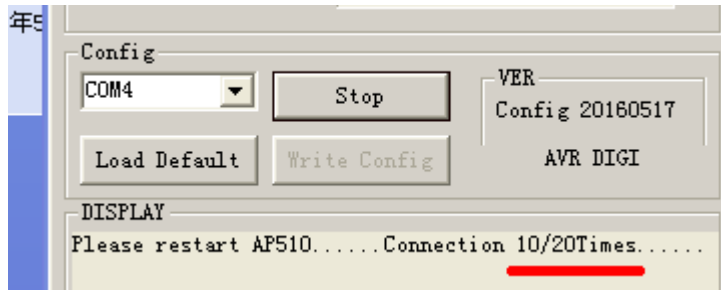 年5
Config
COM4
Stop
VER
Config 20160517
Load Default
Write Config
AVR DIGI
DISPLAY
Please restart AP510......Connection 10/20Times......